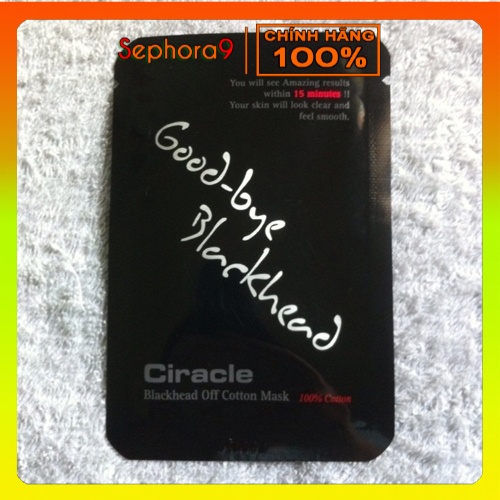 Sephora9
CHÍNH HÃNG
100%
You will see Amazing results
within 15 minutes !!
Your skin will look clear and
feel smooth.
Good-bye
Blackhead
Ciracle
Blackhead Off Cotton Mask 100% Cotton